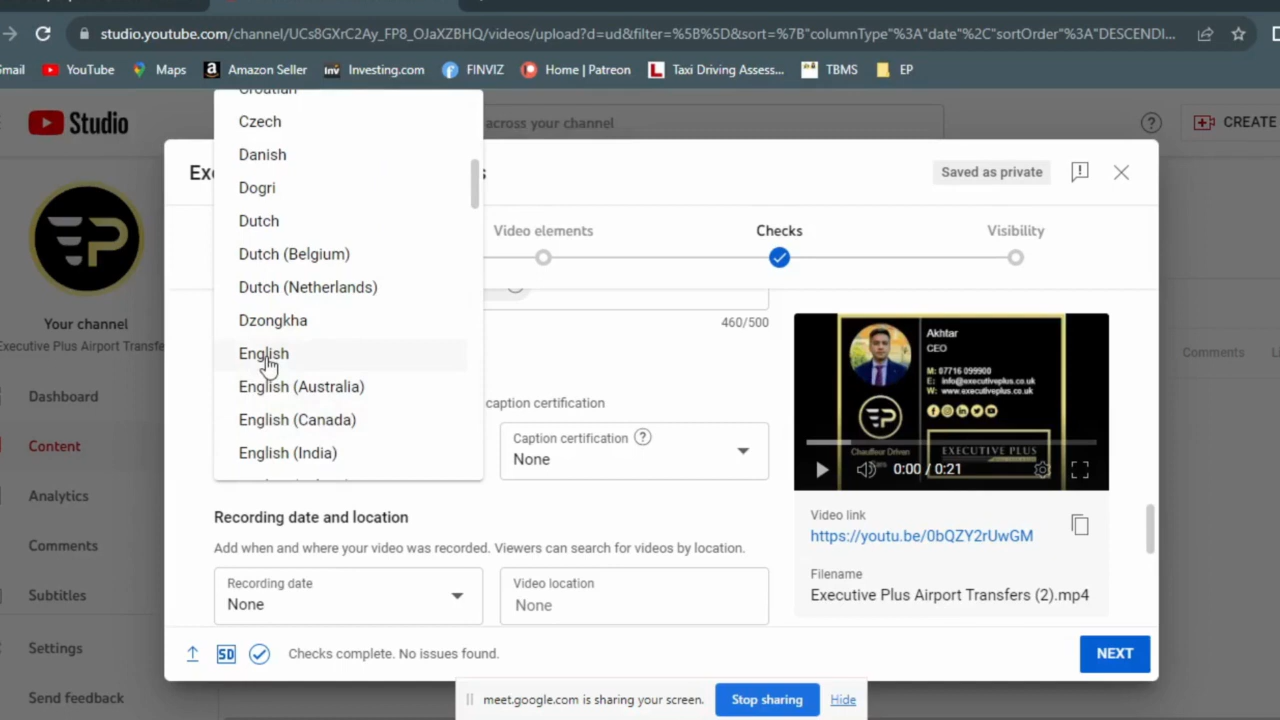 studio.youtube.com/channel/UCs8GXrC2Ay_FP8_OJaXZBHQ/videos/upload?d=ud&filter=%5B%5D&sort=%7B"columnType"%3A"date"%2C"sortOrder"%3A"DESCENDI...
Gmail
YouTube
Maps
Amazon Seller
Investing.com
FINVIZ
Home | Patreon
Taxi Driving Assess...
TBMS
EP
Studio
across your channel
CREATE
Your channel
Executive Plus Airport Transfe
Dashboard
Content
Analytics
Comments
Subtitles
Settings
Send feedback
Comments
Saved as private
Video elements
Checks
Visibility
Croatian
Czech
Danish
Dogri
Dutch
Dutch (Belgium)
Dutch (Netherlands)
Dzongkha
English
English (Australia)
English (Canada)
English (India)
460/500
caption certification
Caption certification
None
Recording date and location
Add when and where your video was recorded. Viewers can search for videos by location.
Recording date
None
Video location
None
Akhtar
CEO
M: 07716 099900
E: info@executiveplus.co.uk
W: www.executiveplus.co.uk
EP
Chauffeur Driven
EXECUTIVE PLUS
0:00 / 0:21
Video link
https://youtu.be/0bQZY2rUwGM
Filename
Executive Plus Airport Transfers (2).mp4
SD
Checks complete. No issues found.
NEXT
meet.google.com is sharing your screen.
Stop sharing
Hide